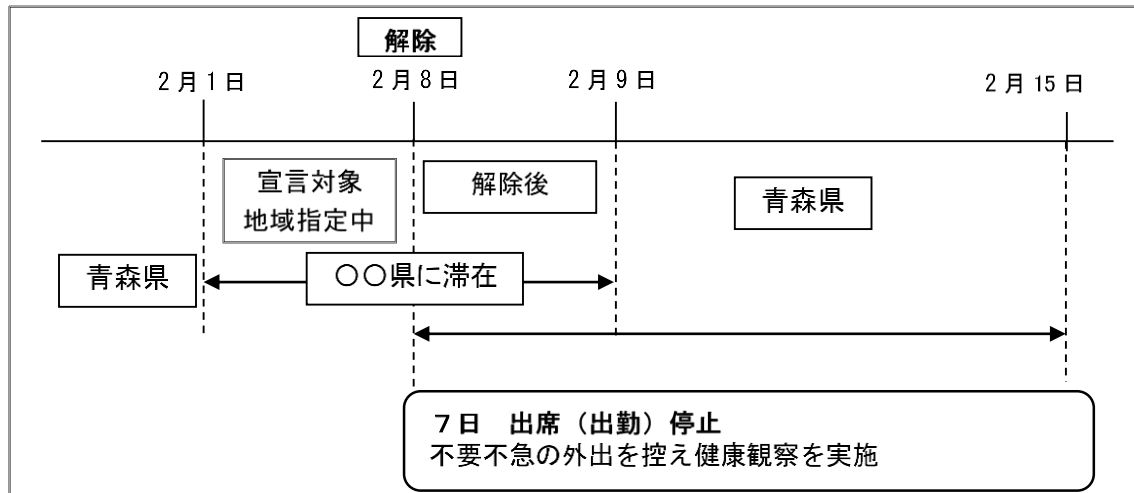 解除
2月1日
2月8日
2月9日
2月15日
宣言対象
地域指定中
解除後
青森県
青森県
〇〇県に滞在
７日　出席（出勤）停止
不要不急の外出を控え健康観察を実施